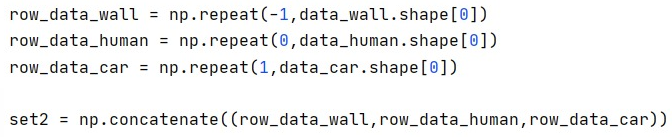 row_data_wall = np.repeat(-1,data_wall.shape[0])
row_data_human = np.repeat(0,data_human.shape[0])
row_data_car = np.repeat(1,data_car.shape[0])
set2 = np.concatenate((row_data_wall,row_data_human,row_data_car))